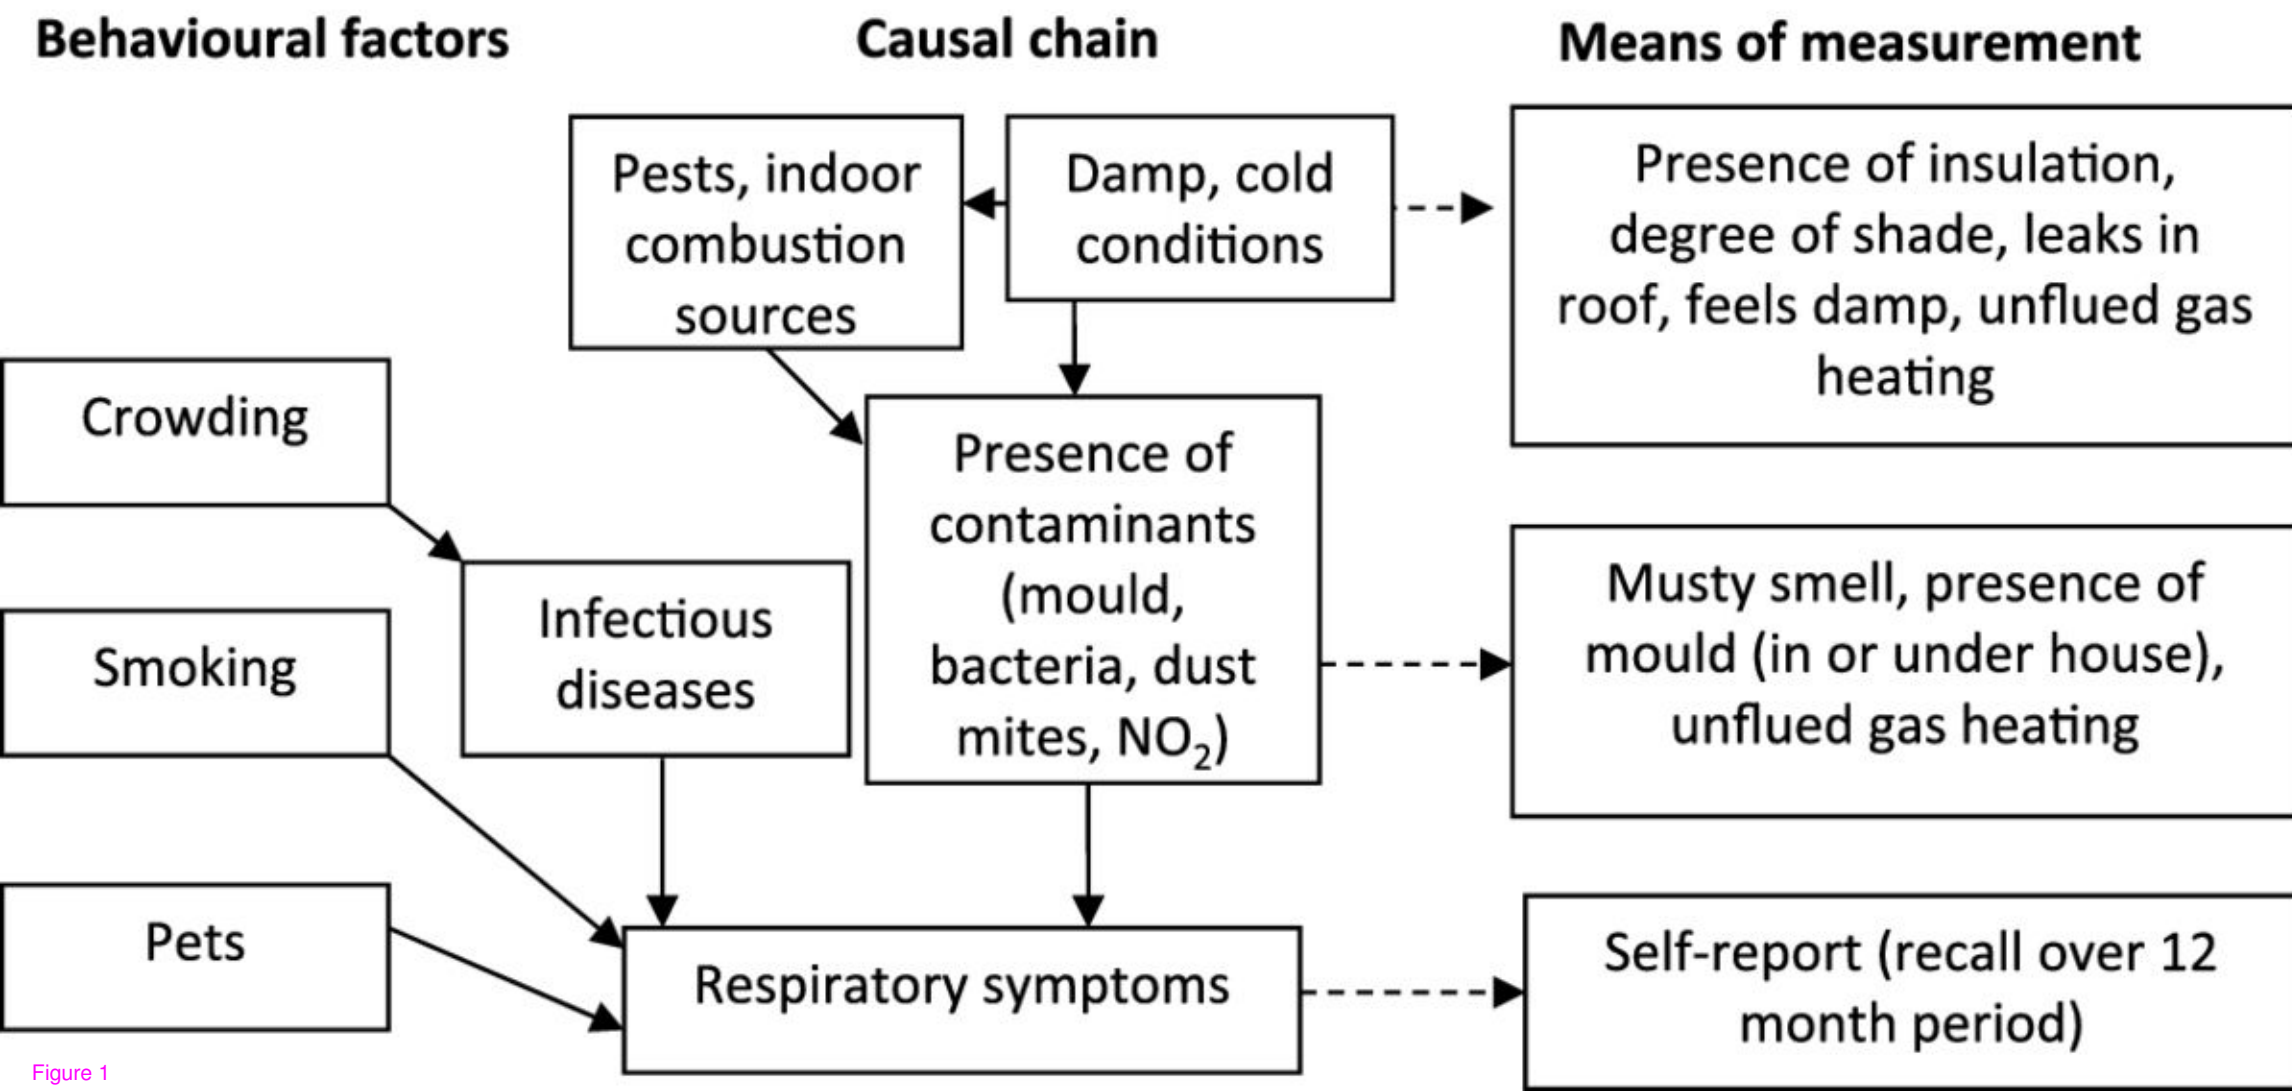 Behavioural factors
Causal chain
Means of measurement
Pests, indoor
combustion
sources
Damp, cold
conditions
Presence of insulation,
degree of shade, leaks in
roof, feels damp, unflued gas
heating
Crowding
Smoking
Pets
Infectious
diseases
Presence of
contaminants
(mould,
bacteria, dust
mites, NO₂)
Musty smell, presence of
mould (in or under house),
unflued gas heating
Respiratory symptoms
Self-report (recall over 12
month period)
Figure 1